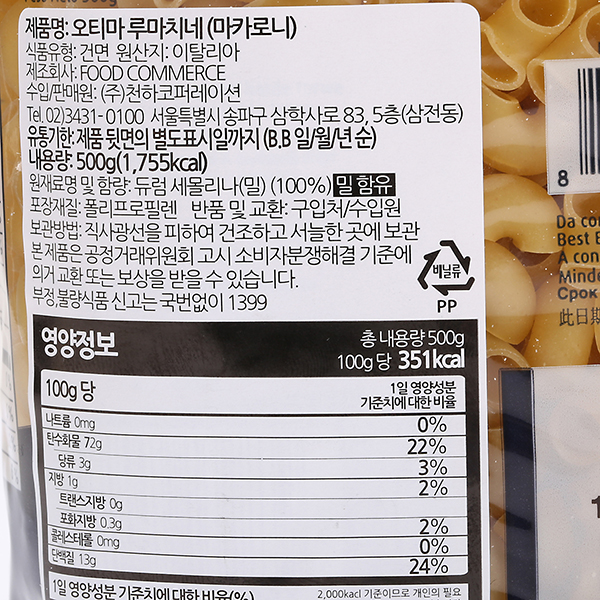 제품명: 오티마 루마치네 (마카로니)
식품유형: 건면 원산지: 이탈리아
제조회사: FOOD COMMERCE
수입/판매원: (주)천하코퍼레이션
Tel. 02)3431-0100 서울특별시 송파구 삼학사로 83, 5층(삼전동)
유통기한: 제품 뒷면의 별도표시일까지 (B.B 일/월/년 순)
내용량: 500g(1,755kcal)
원재료명 및 함량: 듀럼 세몰리나(밀) (100%) 밀 함유
포장재질: 폴리프로필렌 반품 및 교환: 구입처/수입원
보관방법: 직사광선을 피하여 건조하고 서늘한 곳에 보관
본 제품은 공정거래위원회 고시 소비자분쟁해결 기준에
의거 교환 또는 보상을 받을 수 있습니다.
부정,불량식품 신고는 국번없이 1399
비닐류
PP
영양정보
총 내용량 500g
100g 당 351kcal
100g 당
1일 영양성분
기준치에 대한 비율
나트륨 0mg 0%
탄수화물 72g 22%
당류 3g 3%
지방 1g 2%
트랜스지방 0g
포화지방 0.3g 2%
콜레스테롤 0mg 0%
단백질 13g 24%
1일 영양성분 기준치에 대한 비율(%)
2,000kacl 기준이므로 개인의 필요
8
Da co
Best B
À con
Minde
Срок
此日期